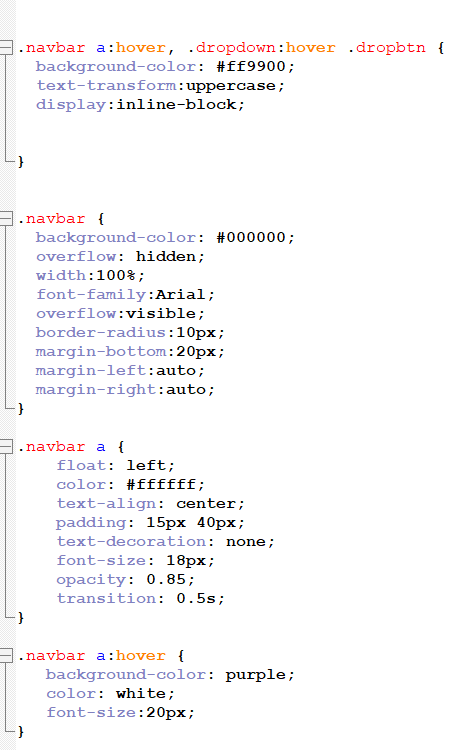 .navbar a:hover, .dropdown:hover .dropbtn {
background-color: #ff9900;
text-transform:uppercase;
display:inline-block;
}
.navbar {
background-color: #000000;
overflow: hidden;
width:100%;
font-family:Arial;
overflow:visible;
border-radius:10px;
margin-bottom:20px;
margin-left:auto;
margin-right:auto;
}
.navbar a {
float: left;
color: #ffffff;
text-align: center;
padding: 15px 40px;
text-decoration: none;
font-size: 18px;
opacity: 0.85;
transition: 0.5s;
}
.navbar a:hover {
background-color: purple;
color: white;
font-size:20px;
}